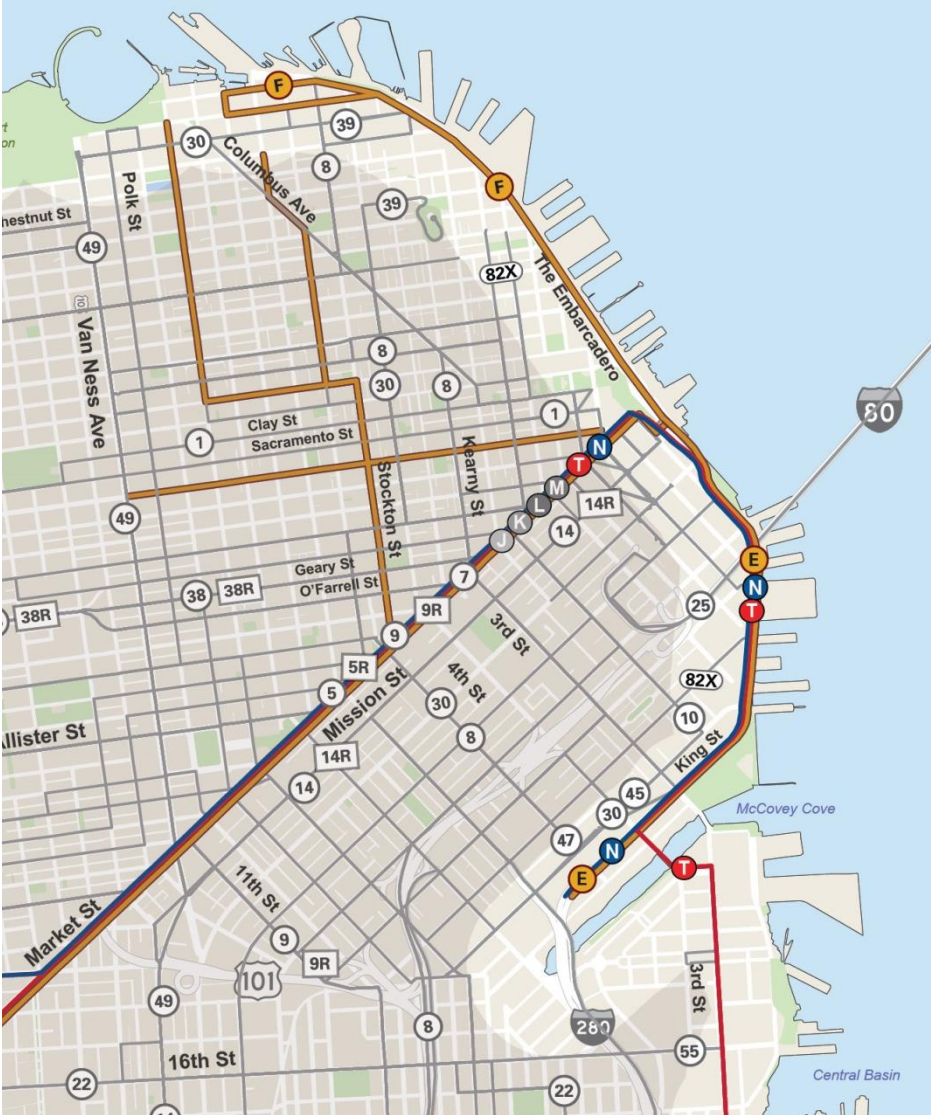 F
39
30
8
Columbus Ave
F
Polk St
39
hestnut St
49
82X
The Embarcadero
10
Van Ness Ave
8
30
8
80
Clay St
1
Sacramento St
1
N
T
Kearny St
Stockton St
M
14R
L
49
K
14
J
Geary St
E
7
O'Farrell St
N
38
38R
38R
9R
25
T
3rd St
9
5R
4th St
82X
5
Mission St
30
10
8
llister St
14R
King St
14
45
McCovey Cove
30
47
N
T
E
11th St
Market St
9
9R
101
3rd St
49
8
280
16th St
55
22
22
Central Basin